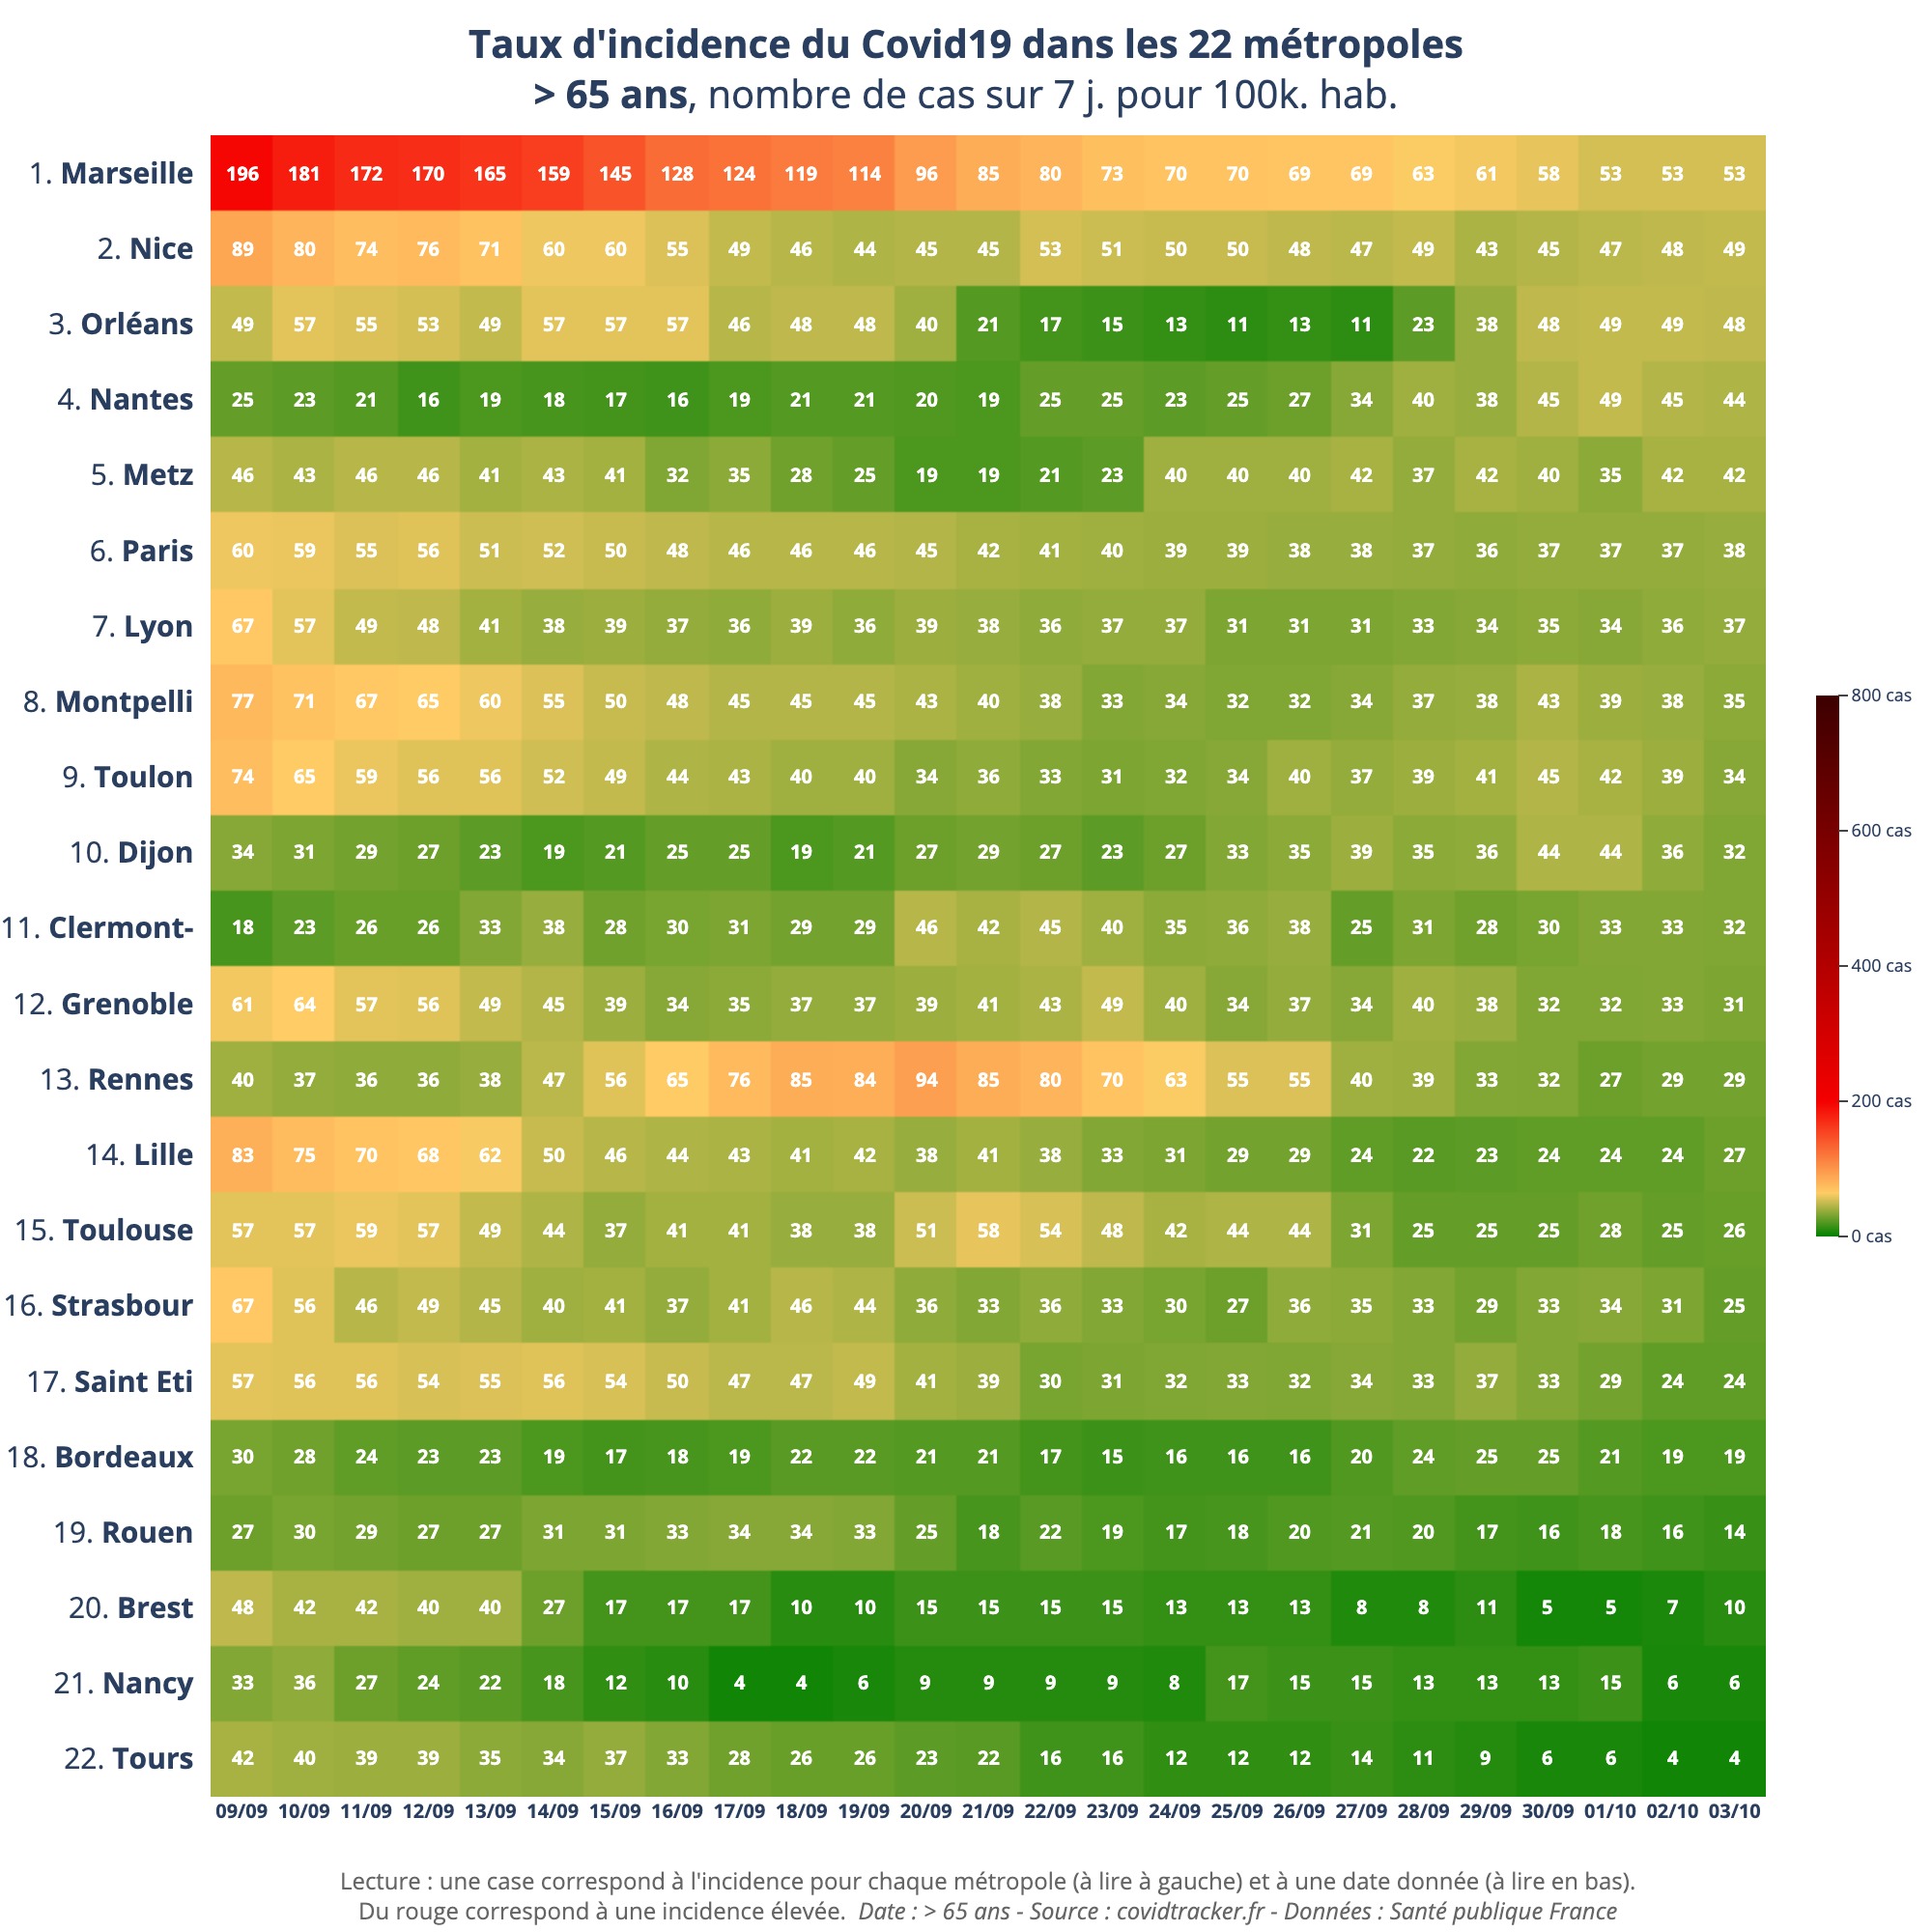 Taux d'incidence du Covid19 dans les 22 métropoles
> 65 ans, nombre de cas sur 7 j. pour 100k. hab.
1. Marseille 196 181 172 170 165 159 145 128 124 119 114 96 85 80 73 70 70 69 69 63 61 58 53 53 53
2. Nice 89 80 74 76 71 60 60 55 49 46 44 45 45 53 51 50 50 48 47 49 43 45 47 48 49
3. Orléans 49 57 55 53 49 57 57 57 46 48 48 40 21 17 15 13 11 13 11 23 38 48 49 49 48
4. Nantes 25 23 21 16 19 18 17 16 19 21 21 20 19 25 25 23 25 27 34 40 38 45 49 45 44
5. Metz 46 43 46 46 41 43 41 32 35 28 25 19 19 21 23 40 40 40 42 37 42 40 35 42 42
6. Paris 60 59 55 56 51 52 50 48 46 46 46 45 42 41 40 39 39 38 38 37 36 37 37 37 38
7. Lyon 67 57 49 48 41 38 39 37 36 39 36 39 38 36 37 37 31 31 31 33 34 35 34 36 37
8. Montpelli 77 71 67 65 60 55 50 48 45 45 45 43 40 38 33 34 32 32 34 37 38 43 39 38 35
9. Toulon 74 65 59 56 56 52 49 44 43 40 40 34 36 33 31 32 34 40 37 39 41 45 42 39 34
10. Dijon 34 31 29 27 23 19 21 25 25 19 21 27 29 27 23 27 33 35 39 35 36 44 44 36 32
11. Clermont- 18 23 26 26 33 38 28 30 31 29 29 46 42 45 40 35 36 38 25 31 28 30 33 33 32
12. Grenoble 61 64 57 56 49 45 39 34 35 37 37 39 41 43 49 40 34 37 34 40 38 32 32 33 31
13. Rennes 40 37 36 36 38 47 56 65 76 85 84 94 85 80 70 63 55 55 40 39 33 32 27 29 29
14. Lille 83 75 70 68 62 50 46 44 43 41 42 38 41 38 33 31 29 29 24 22 23 24 24 24 27
15. Toulouse 57 57 59 57 49 44 37 41 41 38 38 51 58 54 48 42 44 44 31 25 25 25 28 25 26
16. Strasbour 67 56 46 49 45 40 41 37 41 46 44 36 33 36 33 30 27 36 35 33 29 33 34 31 25
17. Saint Eti 57 56 56 54 55 56 54 50 47 47 49 41 39 30 31 32 33 32 34 33 37 33 29 24 24
18. Bordeaux 30 28 24 23 23 19 17 18 19 22 22 21 21 17 15 16 16 16 20 24 25 25 21 19 19
19. Rouen 27 30 29 27 27 31 31 33 34 34 33 25 18 22 19 17 18 20 21 20 17 16 18 16 14
20. Brest 48 42 42 40 40 27 17 17 17 10 10 15 15 15 15 13 13 13 8 8 11 5 5 7 10
21. Nancy 33 36 27 24 22 18 12 10 4 4 6 9 9 9 9 8 17 15 15 13 13 13 15 6 6
22. Tours 42 40 39 39 35 34 37 33 28 26 26 23 22 16 16 12 12 12 14 11 9 6 6 4 4
09/09 10/09 11/09 12/09 13/09 14/09 15/09 16/09 17/09 18/09 19/09 20/09 21/09 22/09 23/09 24/09 25/09 26/09 27/09 28/09 29/09 30/09 01/10 02/10 03/10
800 cas
600 cas
400 cas
200 cas
0 cas
Lecture : une case correspond à l'incidence pour chaque métropole (à lire à gauche) et à une date donnée (à lire en bas).
Du rouge correspond à une incidence élevée. Date : > 65 ans - Source : covidtracker.fr - Données : Santé publique France